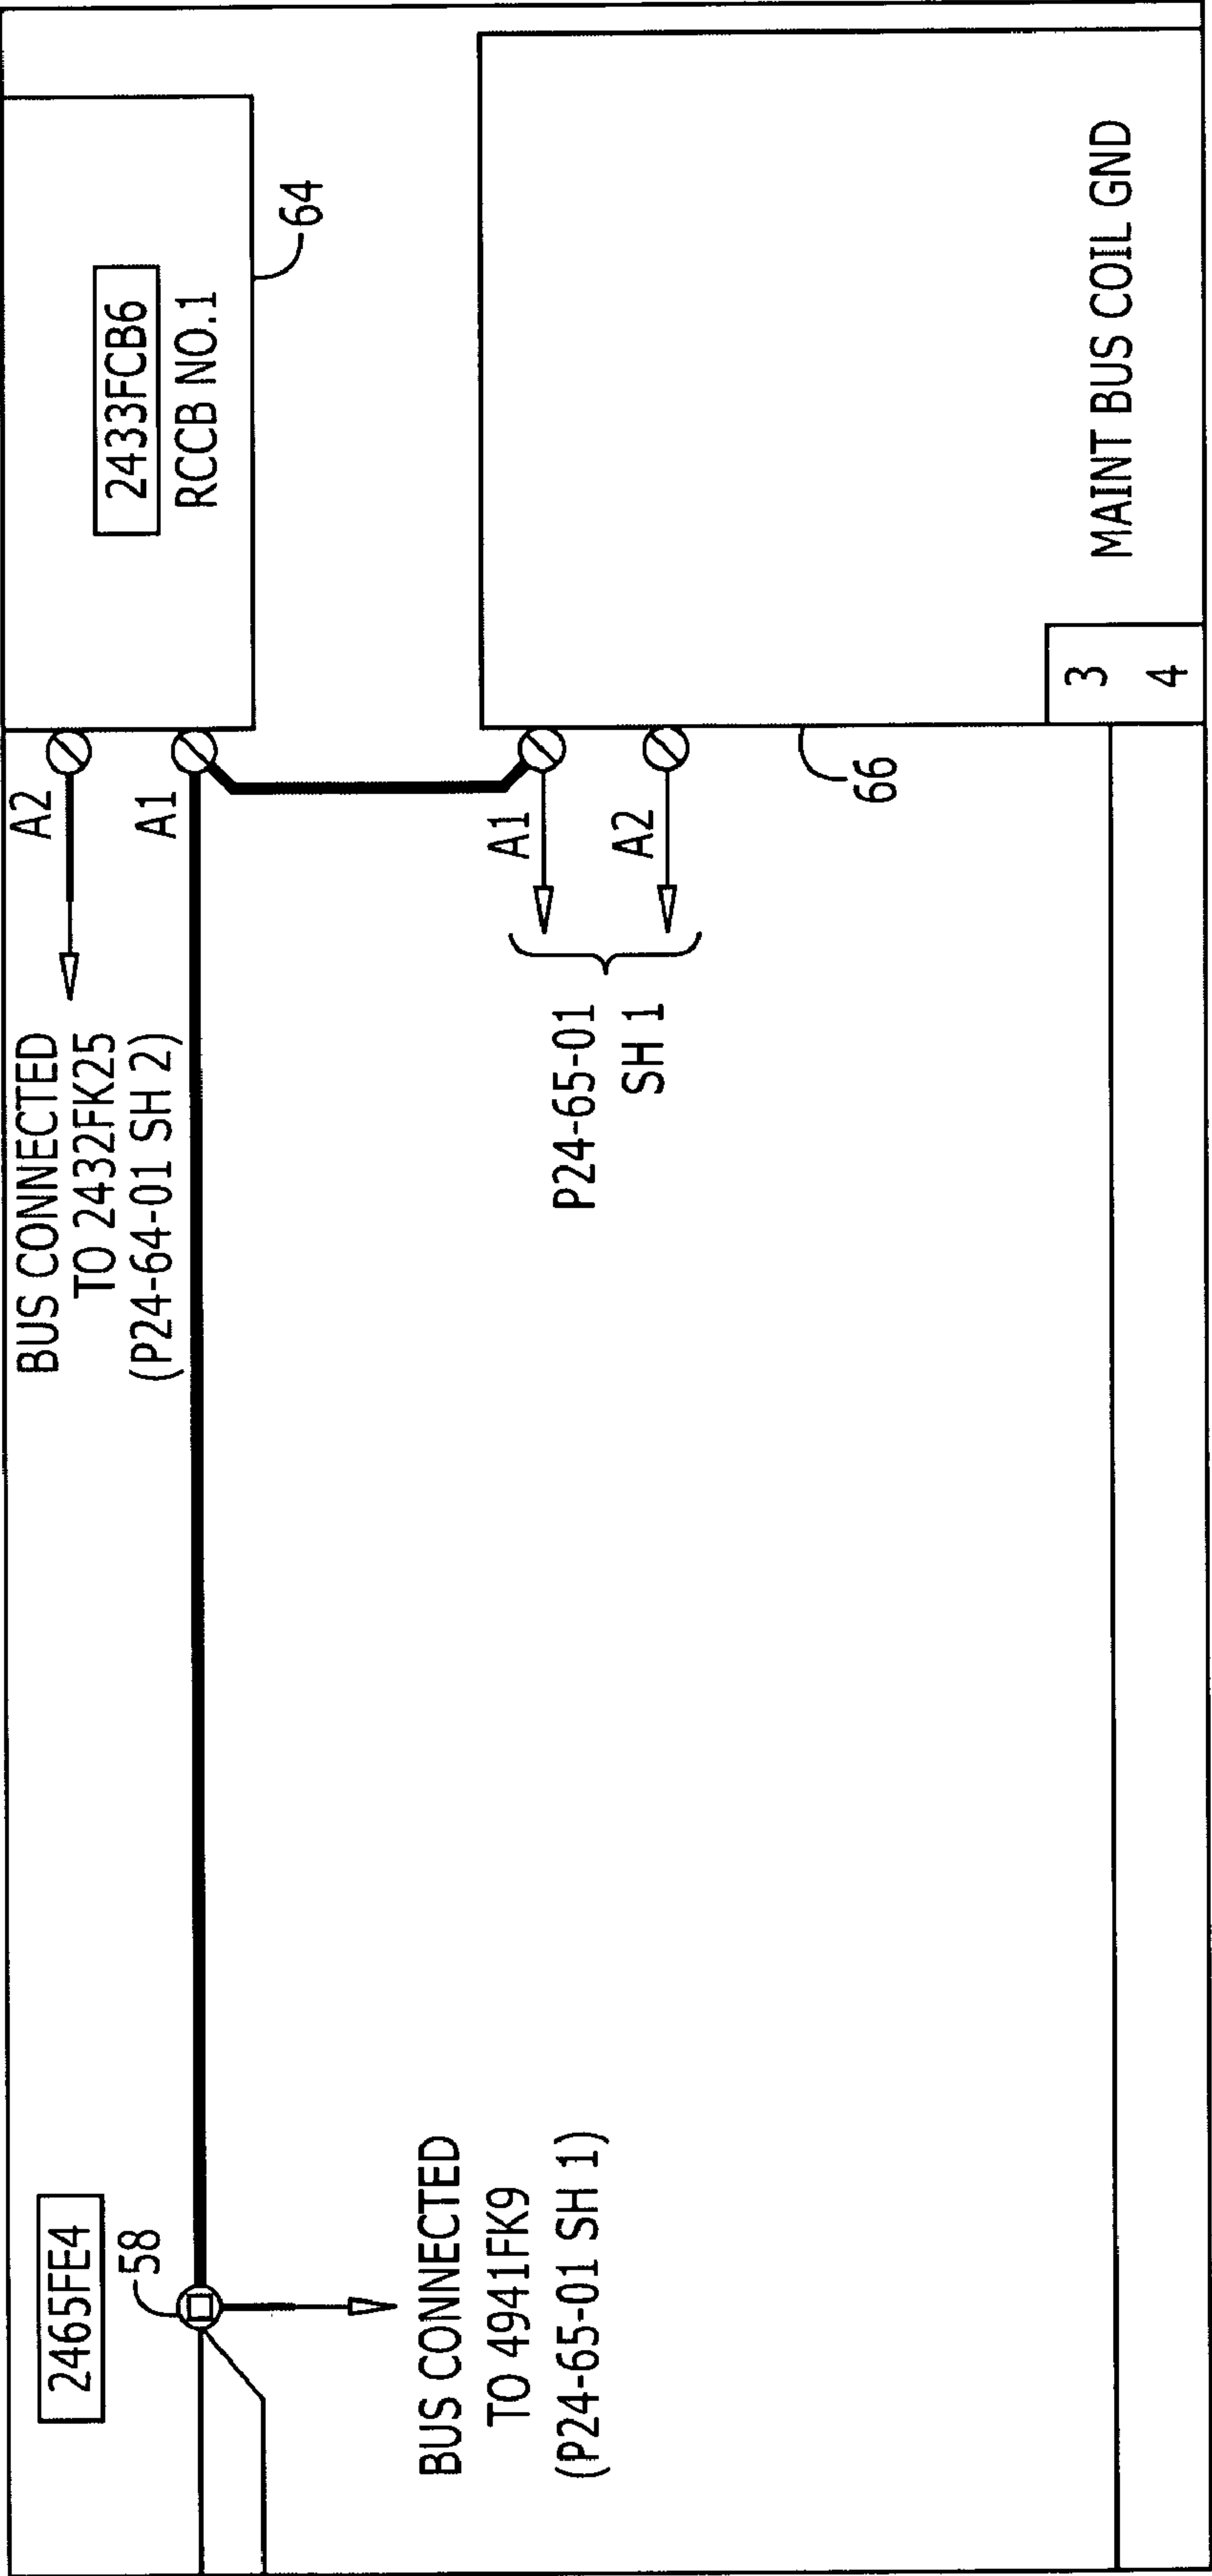 2465FE4
58
BUS CONNECTED
TO 4941FK9
(P24-65-01 SH 1)
BUS CONNECTED
TO 2432FK25
(P24-64-01 SH 2)
A2
A1
2433FCB6
RCCB NO.1
64
A1
A2
P24-65-01
SH 1
66
3
4
MAINT BUS COIL GND